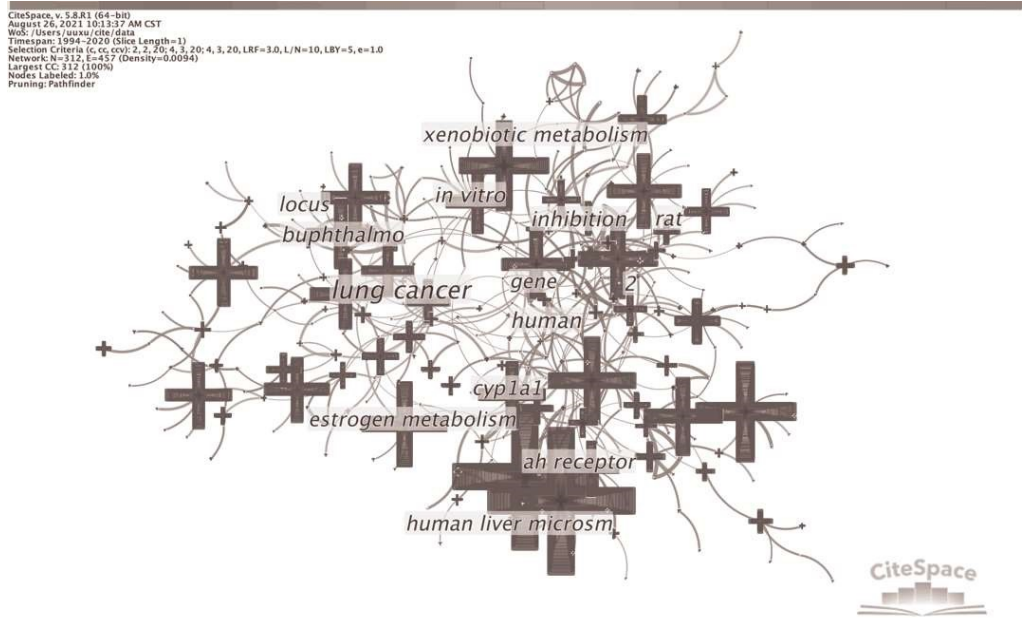 CiteSpace, v. 5.8.R1 (64-bit)
August 26, 2021 10:13:37 AM CST
WoS: /Users/uuxu/cite/data
Timespan: 1994-2020 (Slice Length=1)
Selection Criteria (c, cc, ccv): 2, 2, 20; 4, 3, 20; 4, 3, 20, LRF=3.0, L/N=10, LBY=5, e=1.0
Network: N=312, E=457 (Density=0.0094)
Largest CC: 312 (100%)
Nodes Labeled: 1.0%
Pruning: Pathfinder
xenobiotic metabolism
in vitro
locus
inhibition
rat
buphthalmo
gene
2
lung cancer
human
cyp1a1
estrogen metabolism
ah receptor
human liver microsm
CiteSpace